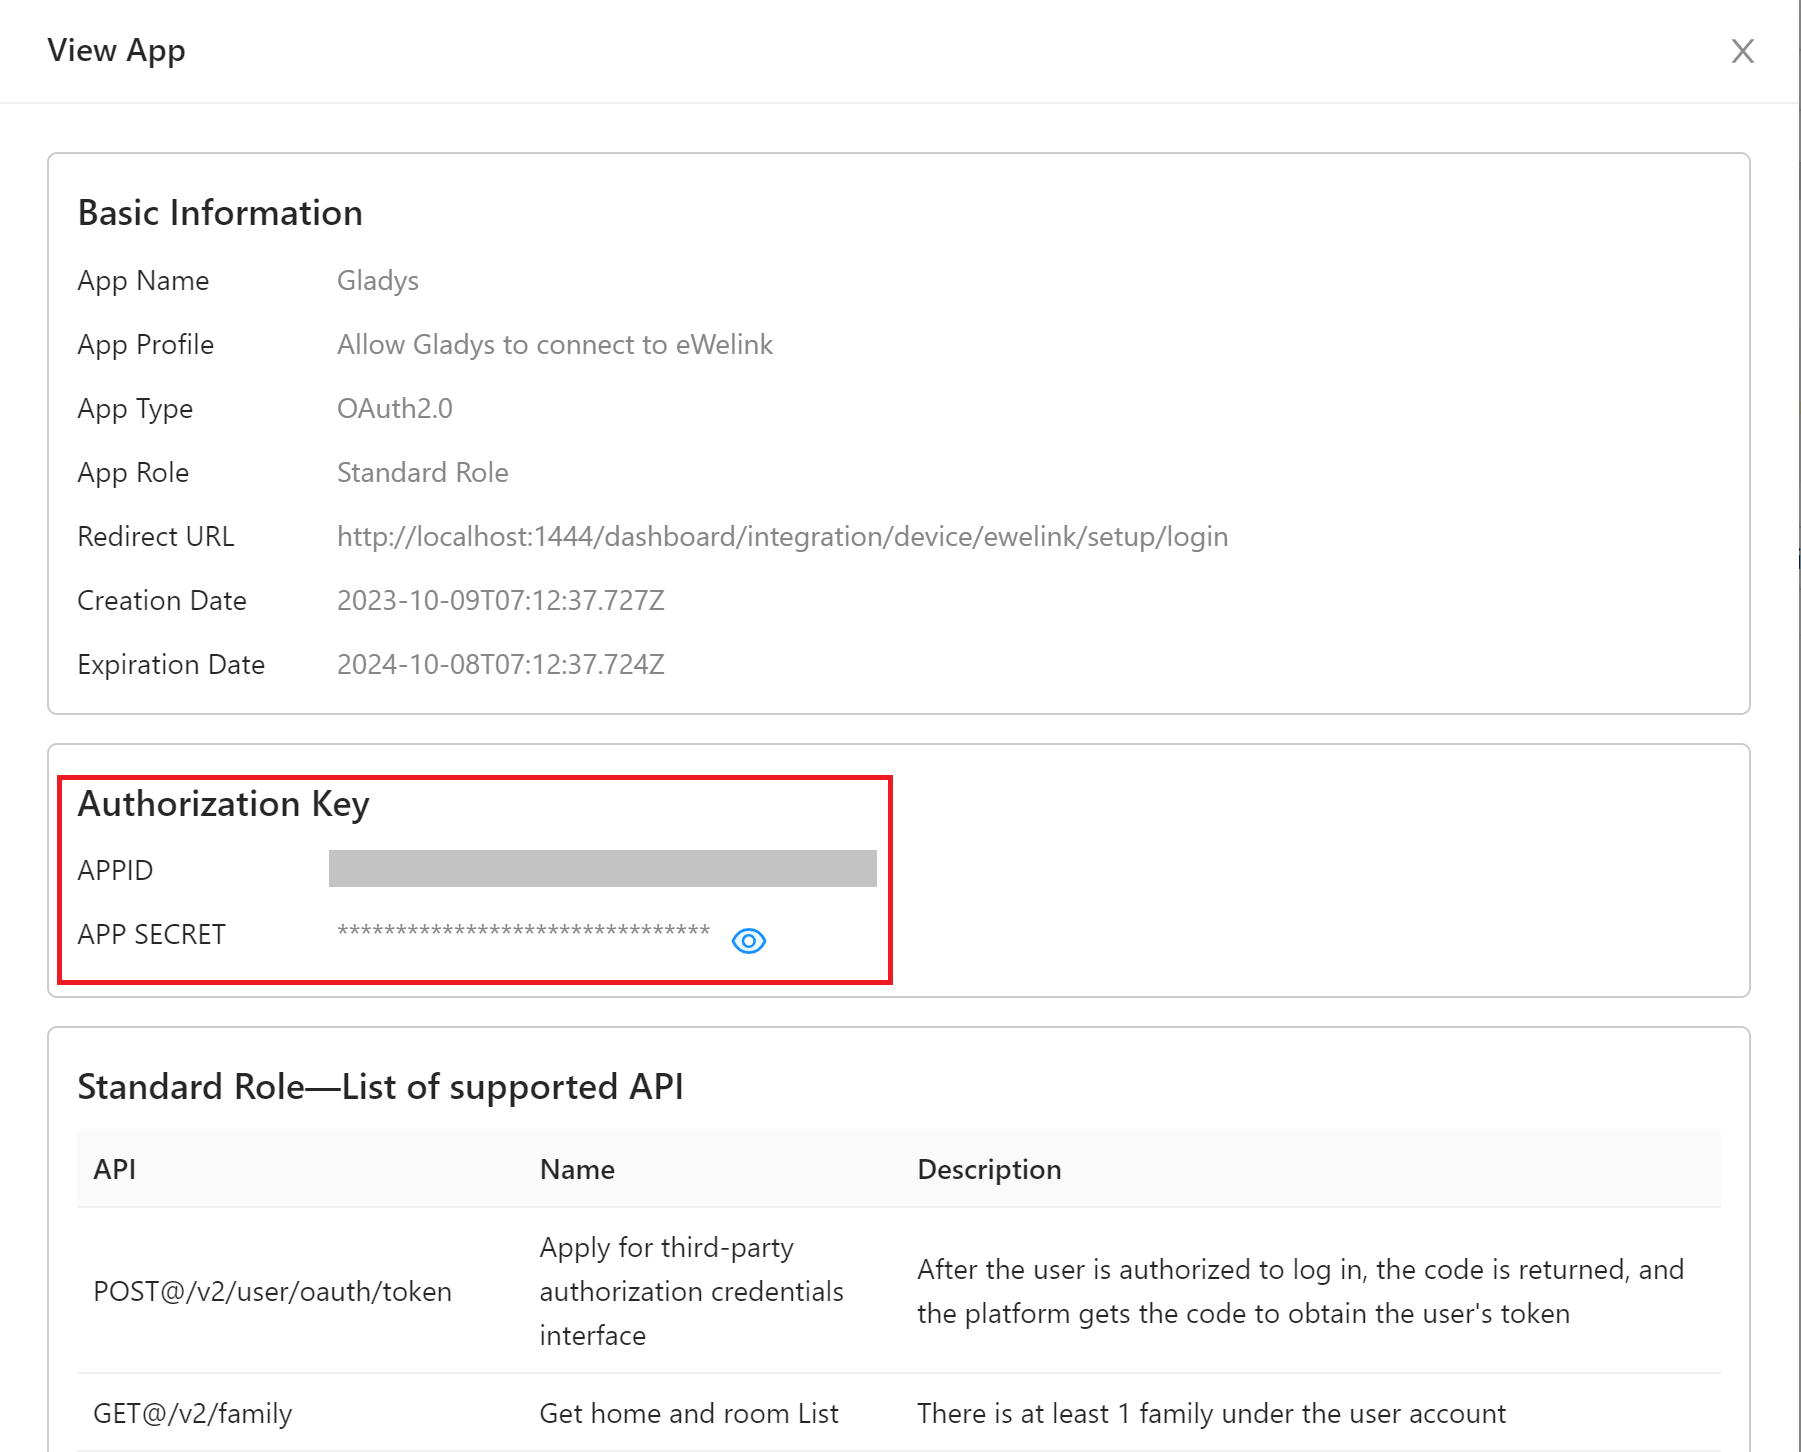 View App
Basic Information
App Name Gladys
App Profile Allow Gladys to connect to eWelink
App Type OAuth2.0
App Role Standard Role
Redirect URL http://localhost:1444/dashboard/integration/device/ewelink/setup/login
Creation Date 2023-10-09T07:12:37.727Z
Expiration Date 2024-10-08T07:12:37.724Z
Authorization Key
APPID
APP SECRET ********************************
Standard Role—List of supported API
API Name Description
POST@/v2/user/oauth/token
Apply for third-party
authorization credentials
interface
After the user is authorized to log in, the code is returned, and
the platform gets the code to obtain the user's token
GET@/v2/family Get home and room List There is at least 1 family under the user account